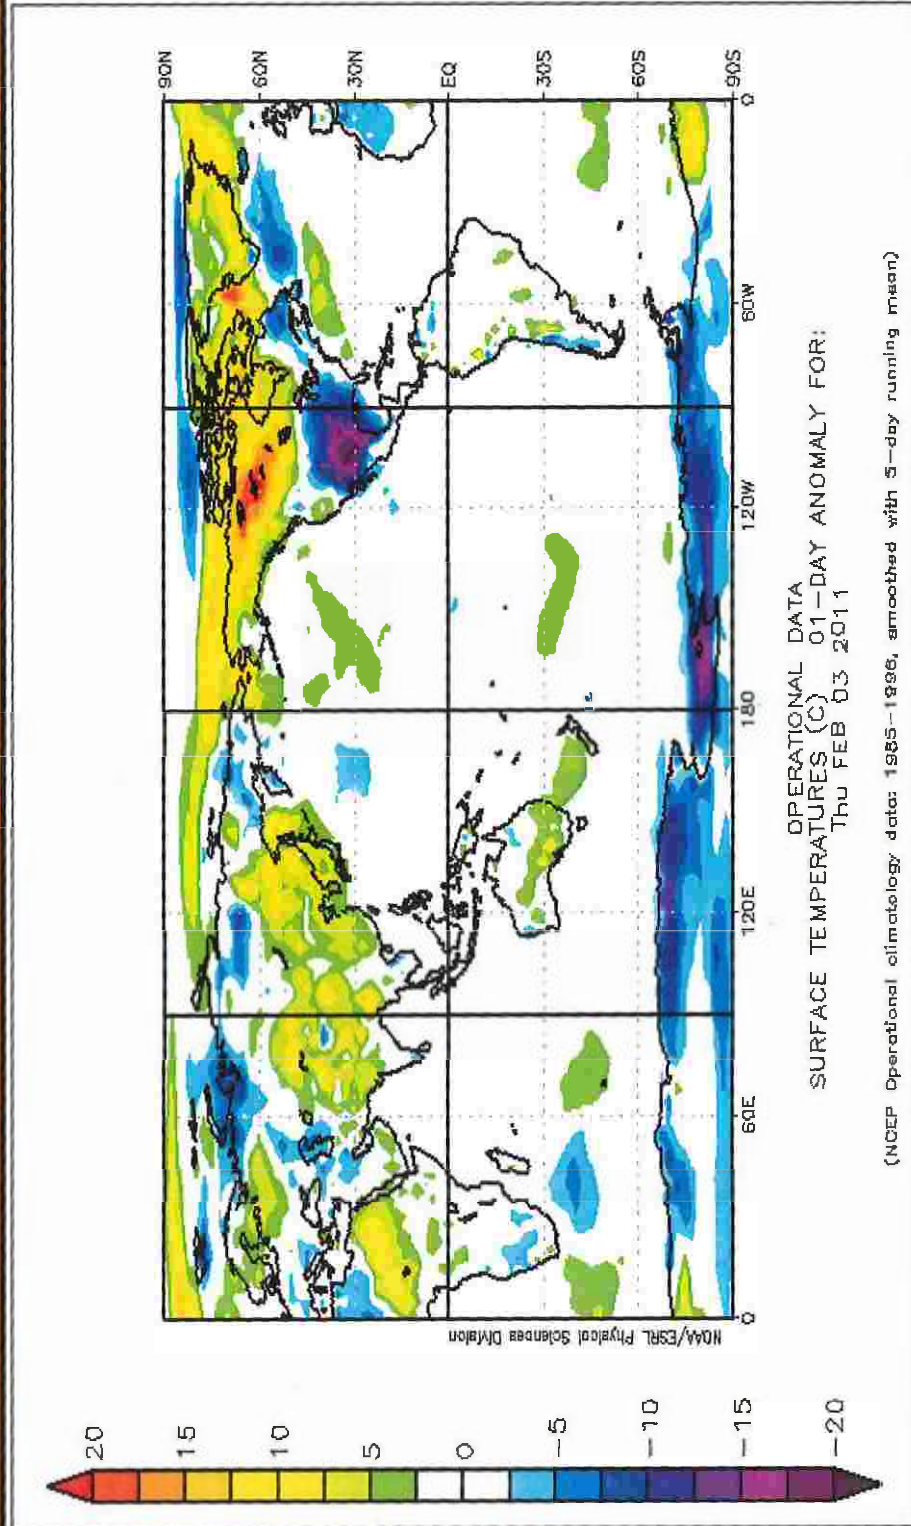 90N
60N
30N
EQ
30S
60S
90S
0
60E
120E
180
120W
60W
0
NOAA/ESRL Physical Sciences Division
20
15
10
5
0
-5
-10
-15
-20
OPERATIONAL DATA
SURFACE TEMPERATURES (C) 01-DAY ANOMALY FOR:
Thu FEB 03 2011
(NCEP Operational climatology data: 1985-1996, smoothed with 5-day running mean)